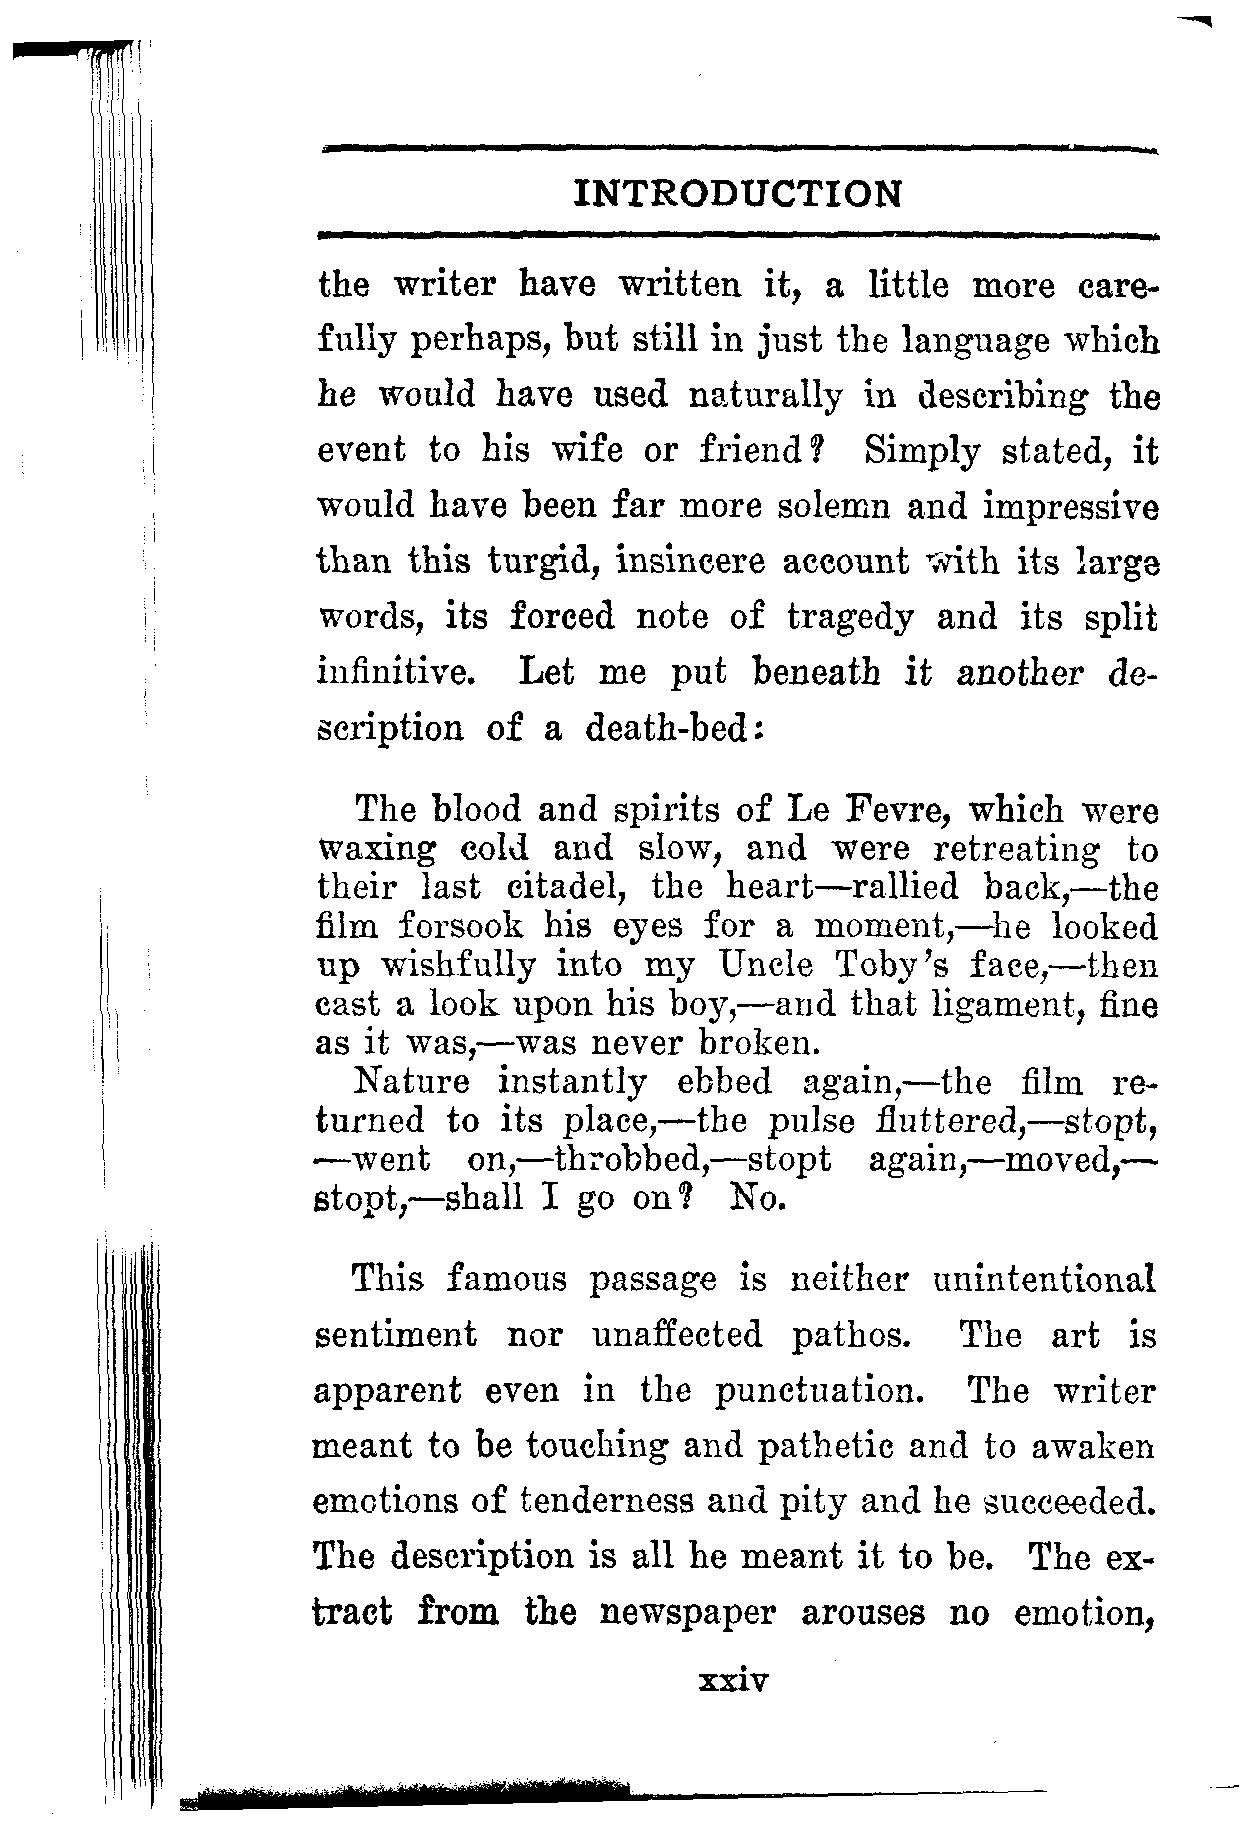 INTRODUCTION
the writer have written it, a little more care-
fully perhaps, but still in just the language which
he would have used naturally in describing the
event to his wife or friend? Simply stated, it
would have been far more solemn and impressive
than this turgid, insincere account with its large
words, its forced note of tragedy and its split
infinitive. Let me put beneath it another de-
scription of a death-bed:
The blood and spirits of Le Fevre, which were
waxing cold and slow, and were retreating to
their last citadel, the heart—rallied back,—the
film forsook his eyes for a moment,—he looked
up wishfully into my Uncle Toby's face,—then
cast a look upon his boy,—and that ligament, fine
as it was,—was never broken.
Nature instantly ebbed again,—the film re-
turned to its place,—the pulse fluttered,—stopt,
—went on,—throbbed,—stopt again,—moved,—
stopt,—shall I go on? No.
This famous passage is neither unintentional
sentiment nor unaffected pathos. The art is
apparent even in the punctuation. The writer
meant to be touching and pathetic and to awaken
emotions of tenderness and pity and he succeeded.
The description is all he meant it to be. The ex-
tract from the newspaper arouses no emotion,
xxiv